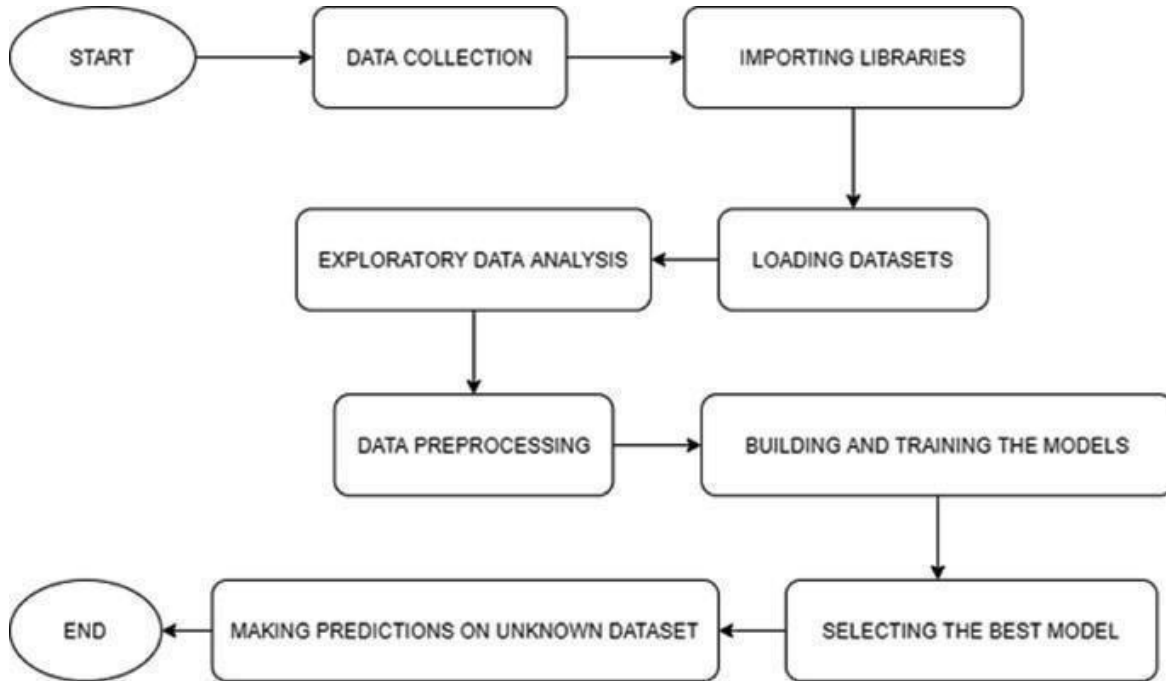 START
DATA COLLECTION
IMPORTING LIBRARIES
LOADING DATASETS
EXPLORATORY DATA ANALYSIS
DATA PREPROCESSING
BUILDING AND TRAINING THE MODELS
SELECTING THE BEST MODEL
MAKING PREDICTIONS ON UNKNOWN DATASET
END